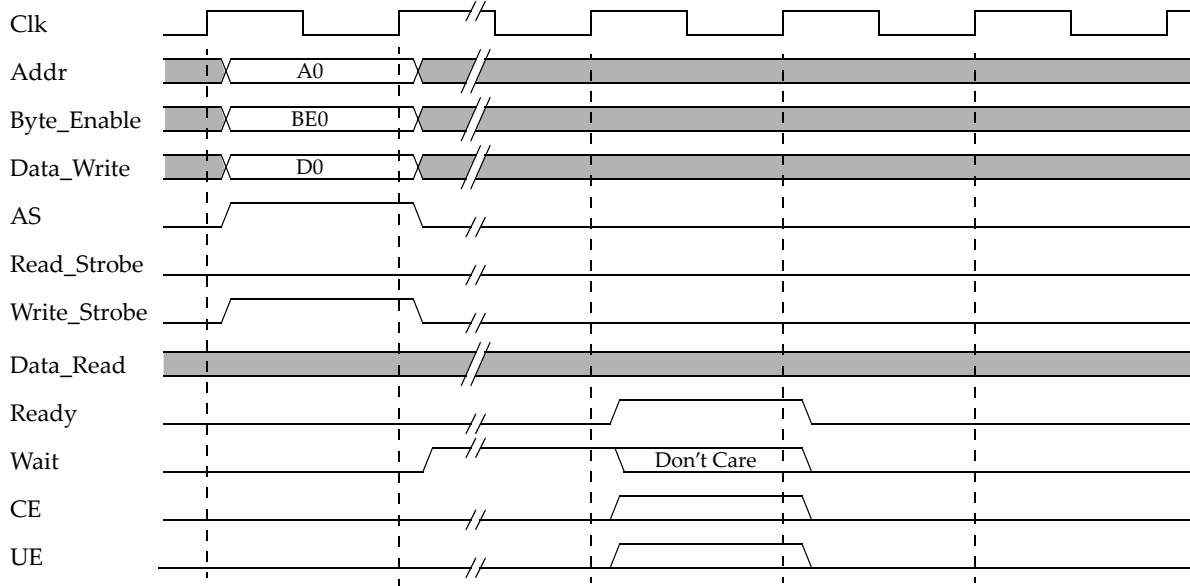 Clk
Addr A0
Byte_Enable BE0
Data_Write D0
AS
Read_Strobe
Write_Strobe
Data_Read
Ready
Wait Don't Care
CE
UE